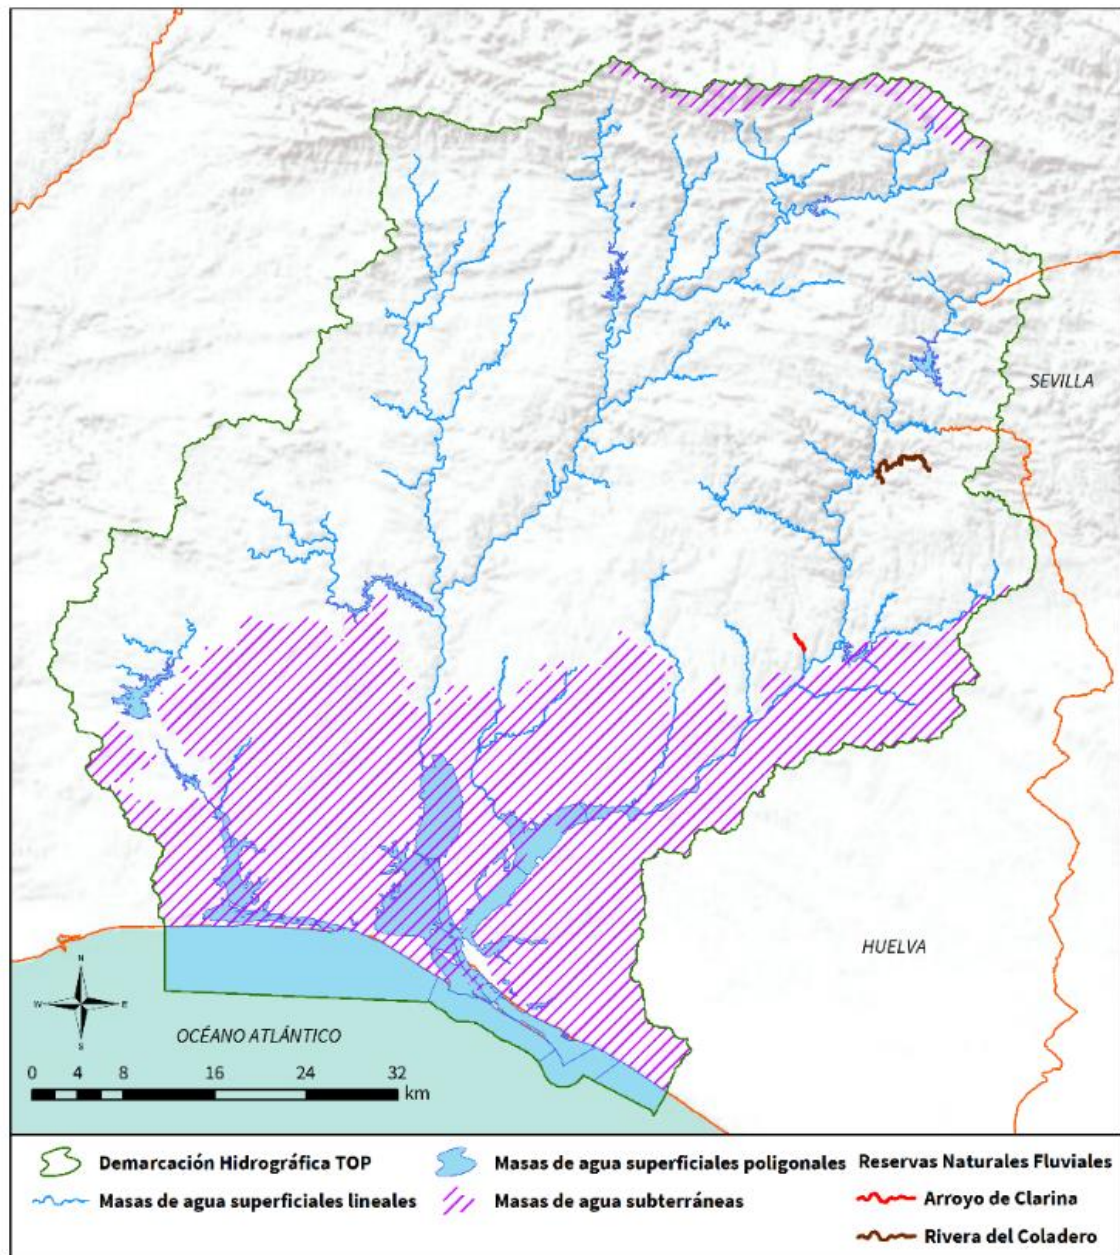 SEVILLA
HUELVA
N
W E
S
OCÉANO ATLÁNTICO
0 4 8 16 24 32
km
Demarcación Hidrográfica TOP
Masas de agua superficiales poligonales
Reservas Naturales Fluviales
Masas de agua superficiales lineales
Masas de agua subterráneas
Arroyo de Clarina
Rivera del Coladero